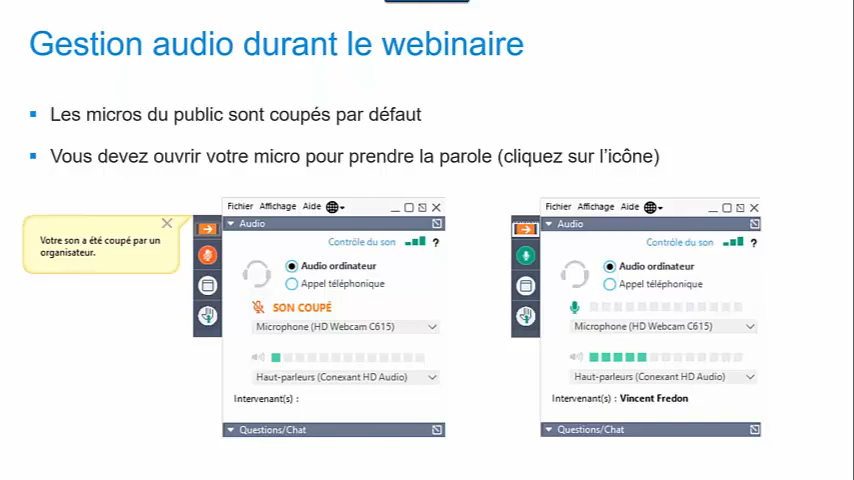 Gestion audio durant le webinaire
Les micros du public sont coupés par défaut
Vous devez ouvrir votre micro pour prendre la parole (cliquez sur l'icône)
Votre son a été coupé par un
organisateur.
Fichier Affichage Aide
Audio
Contrôle du son ?
Audio ordinateur
Appel téléphonique
SON COUPÉ
Microphone (HD Webcam C615)
Haut-parleurs (Conexant HD Audio)
Intervenant(s) :
Questions/Chat
Fichier Affichage Aide
Audio
Contrôle du son ?
Audio ordinateur
Appel téléphonique
Microphone (HD Webcam C615)
Haut-parleurs (Conexant HD Audio)
Intervenant(s) : Vincent Fredon
Questions/Chat